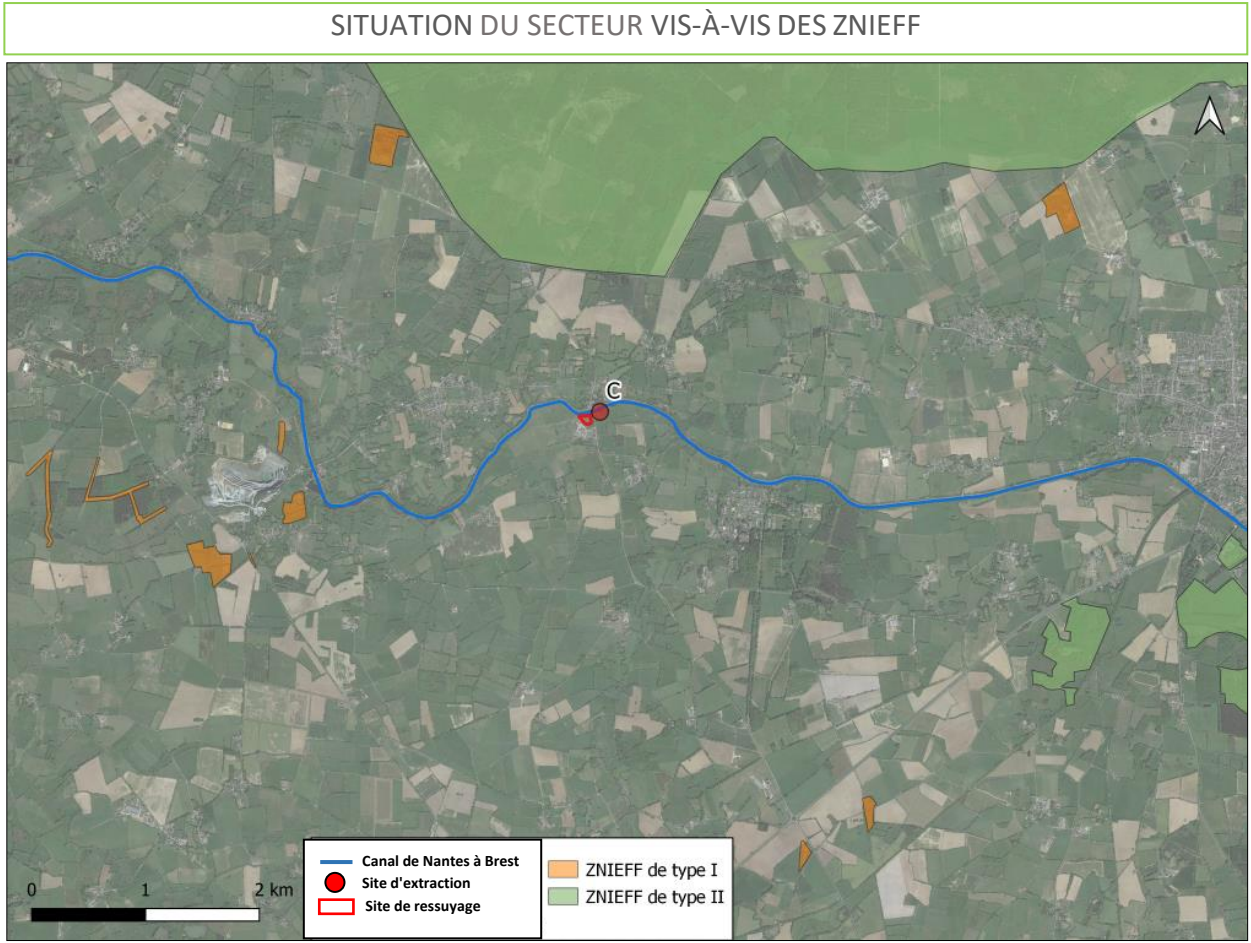 SITUATION DU SECTEUR VIS-À-VIS DES ZNIEFF
C
0 1 2 km
Canal de Nantes à Brest
Site d'extraction
Site de ressuyage
ZNIEFF de type I
ZNIEFF de type II